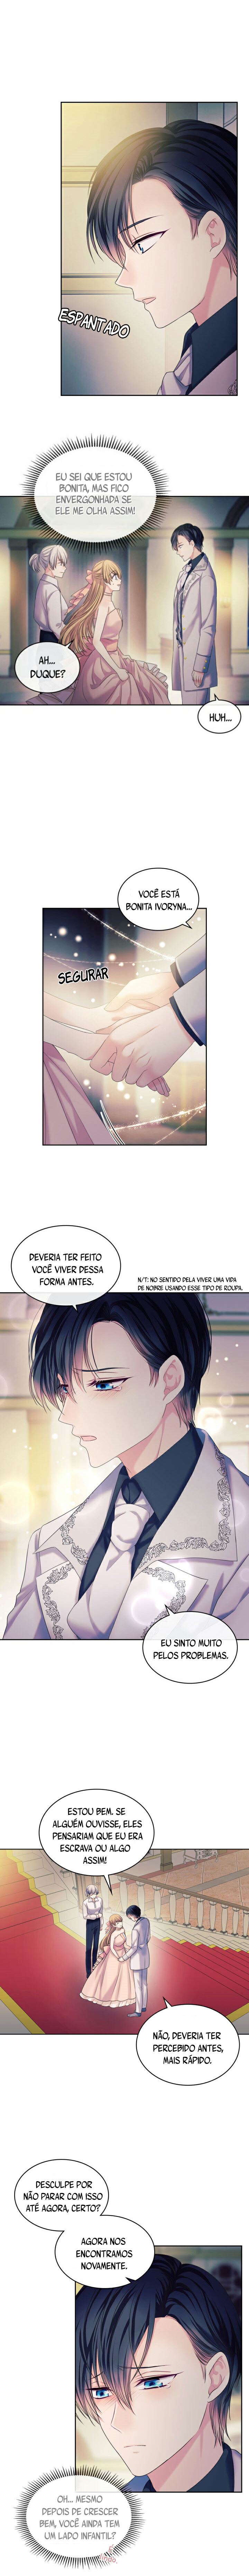 ESPANTADO
EU SEI QUE ESTOU
BONITA, MAS FICO
ENVERGONHADA SE
ELE ME OLHA ASSIM!
AH...
DUQUE?
HUH...
VOCÊ ESTÁ
BONITA IVORYNA...
SEGURAR
DEVERIA TER FEITO
VOCÊ VIVER DESSA
FORMA ANTES.
N/T: NO SENTIDO DELA VIVER UMA VIDA
DE NOBRE USANDO ESSE TIPO DE ROUPA.
EU SINTO MUITO
PELOS PROBLEMAS.
ESTOU BEM. SE
ALGUÉM OUVISSE, ELES
PENSARIAM QUE EU ERA
ESCRAVA OU ALGO
ASSIM!
NÃO, DEVERIA TER
PERCEBIDO ANTES,
MAIS RÁPIDO.
DESCULPE POR
NÃO PARAR COM ISSO
ATÉ AGORA, CERTO?
AGORA NOS
ENCONTRAMOS
NOVAMENTE.
OH... MESMO
DEPOIS DE CRESCER
BEM, VOCÊ AINDA TEM
UM LADO INFANTIL?